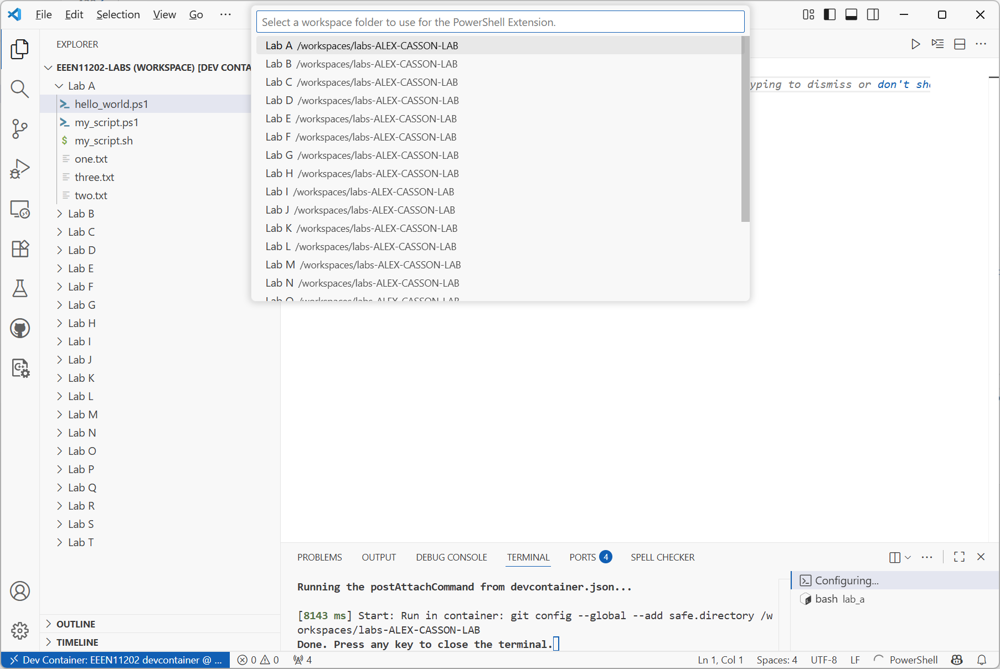 File Edit Selection View Go ···
Select a workspace folder to use for the PowerShell Extension.
Lab A /workspaces/labs-ALEX-CASSON-LAB
Lab B /workspaces/labs-ALEX-CASSON-LAB
Lab C /workspaces/labs-ALEX-CASSON-LAB
Lab D /workspaces/labs-ALEX-CASSON-LAB
Lab E /workspaces/labs-ALEX-CASSON-LAB
Lab F /workspaces/labs-ALEX-CASSON-LAB
Lab G /workspaces/labs-ALEX-CASSON-LAB
Lab H /workspaces/labs-ALEX-CASSON-LAB
Lab I /workspaces/labs-ALEX-CASSON-LAB
Lab J /workspaces/labs-ALEX-CASSON-LAB
Lab K /workspaces/labs-ALEX-CASSON-LAB
Lab L /workspaces/labs-ALEX-CASSON-LAB
Lab M /workspaces/labs-ALEX-CASSON-LAB
Lab N /workspaces/labs-ALEX-CASSON-LAB
Lab O /workspaces/labs-ALEX-CASSON-LAB
EXPLORER
EEEN11202-LABS (WORKSPACE) [DEV CONTA
Lab A
hello_world.ps1
my_script.ps1
my_script.sh
one.txt
three.txt
two.txt
Lab B
Lab C
Lab D
Lab E
Lab F
Lab G
Lab H
Lab I
Lab J
Lab K
Lab L
Lab M
Lab N
Lab O
Lab P
Lab Q
Lab R
Lab S
Lab T
OUTLINE
TIMELINE
yping to dismiss or don't sh
PROBLEMS OUTPUT DEBUG CONSOLE TERMINAL PORTS 4 SPELL CHECKER
Running the postAttachCommand from devcontainer.json...
[8143 ms] Start: Run in container: git config --global --add safe.directory /w
orkspaces/labs-ALEX-CASSON-LAB
Done. Press any key to close the terminal.
Configuring...
bash lab_a
Dev Container: EEEN11202 devcontainer @ ... 0 0 4 Ln 1, Col 1 Spaces: 4 UTF-8 LF PowerShell